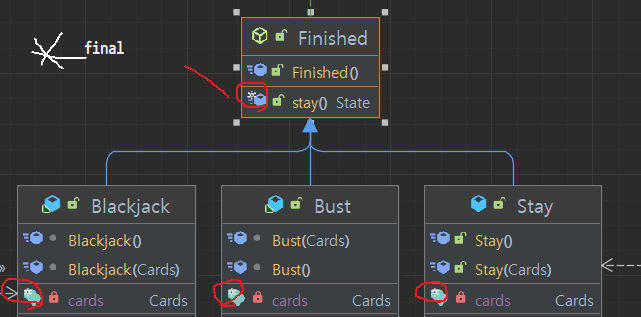 final
Finished
Finished()
stay() State
Blackjack
Bust
Stay
Blackjack()
Bust(Cards)
Stay()
Blackjack(Cards)
Bust()
Stay(Cards)
cards Cards
cards Cards
cards Cards